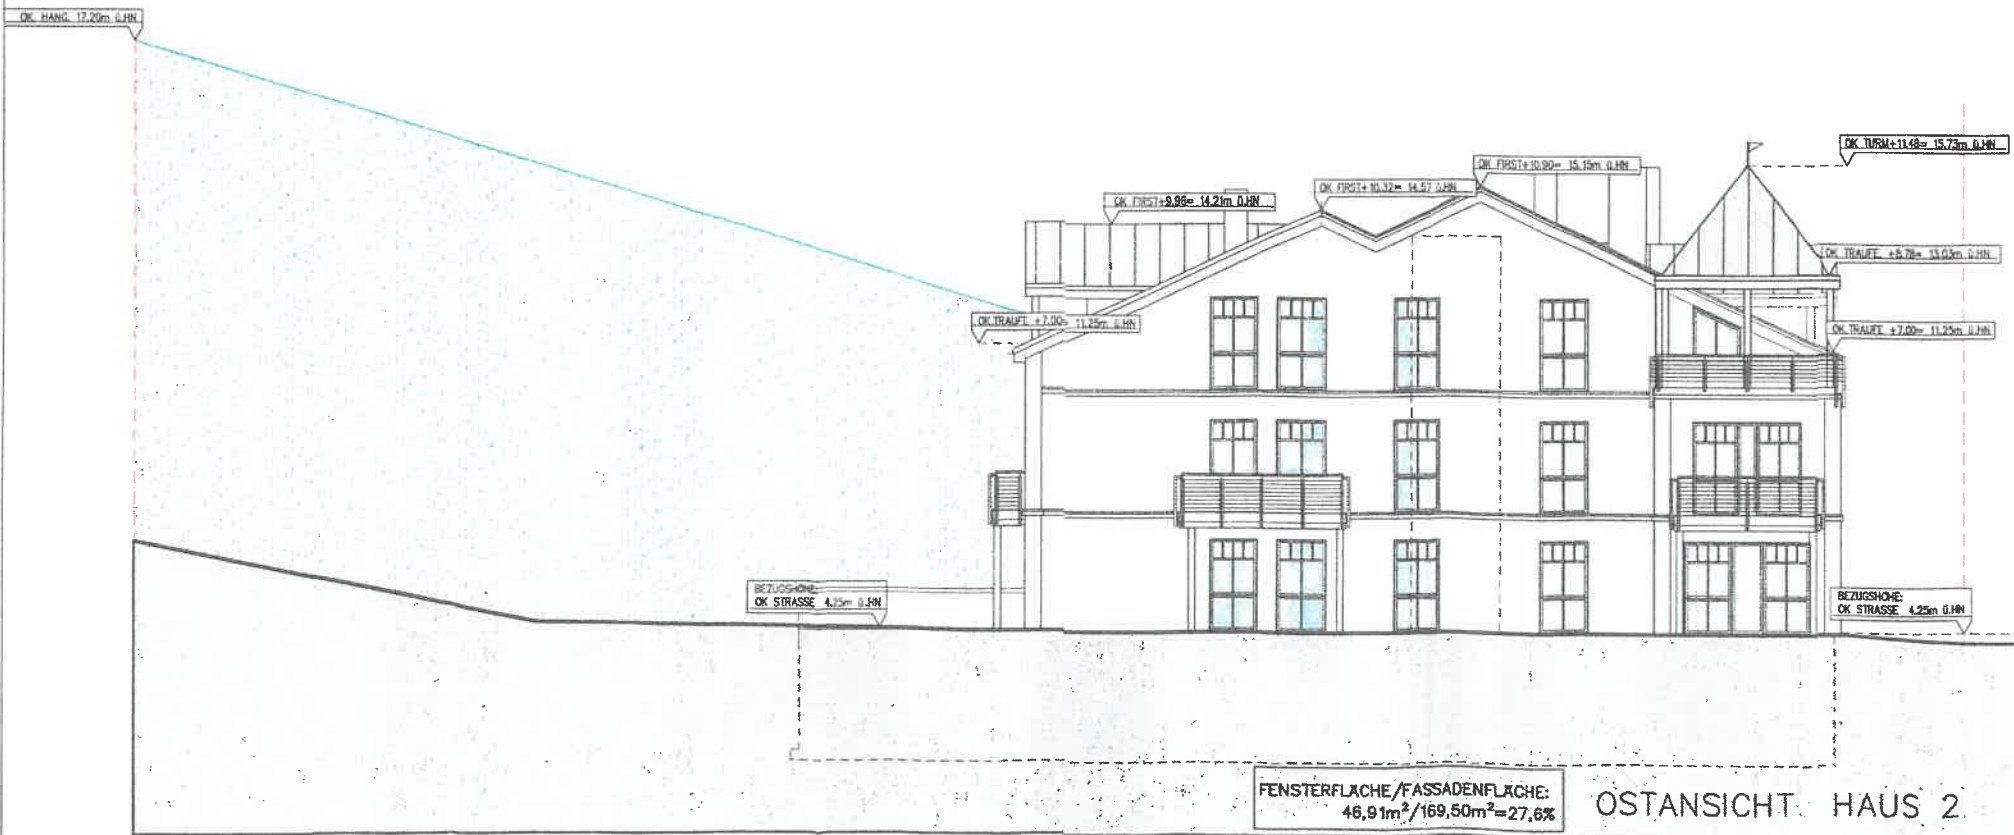 OK. HANG. 17.20m ü.HN
OK TURM+11.48= 15.73m ü.HN
OK FIRST+10.90= 15.15m ü.HN
OK FIRST+10.32= 14.57 ü.HN
OK FIRST+9.96= 14.21m ü.HN
OK TRAUFE +8.78= 13.03m ü.HN
OK.TRAUFE +7.00= 11.25m ü.HN
OK.TRAUFE +7.00= 11.25m ü.HN
BEZUGSHÖHE:
OK STRASSE 4.25m ü.HN
BEZUGSHÖHE:
OK STRASSE 4.25m ü.HN
FENSTERFLÄCHE/FASSADENFLÄCHE:
46,91m²/169,50m²=27,6%
OSTANSICHT HAUS 2